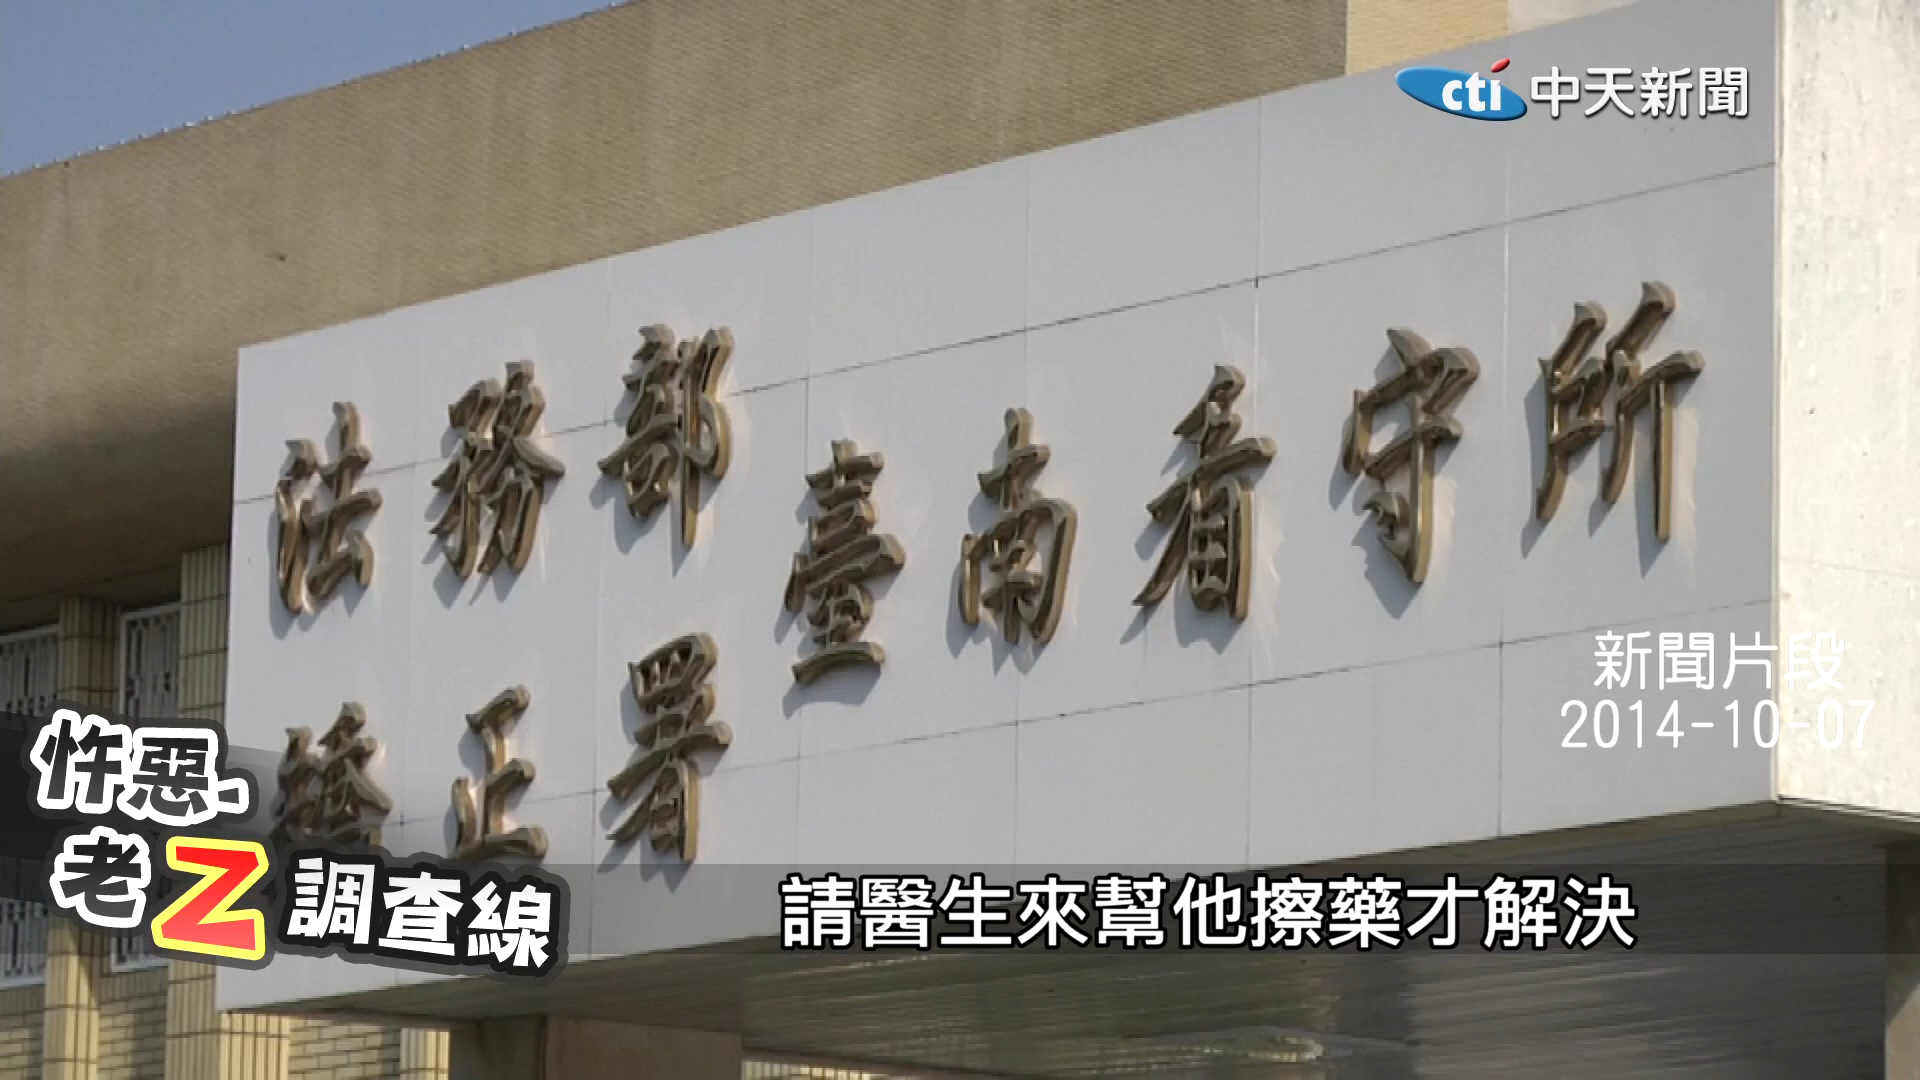 cti 中天新聞
法務部
矯正署
臺南看守所
新聞片段
2014-10-07
忤惡-
老Z調查線
請醫生來幫他擦藥才解決